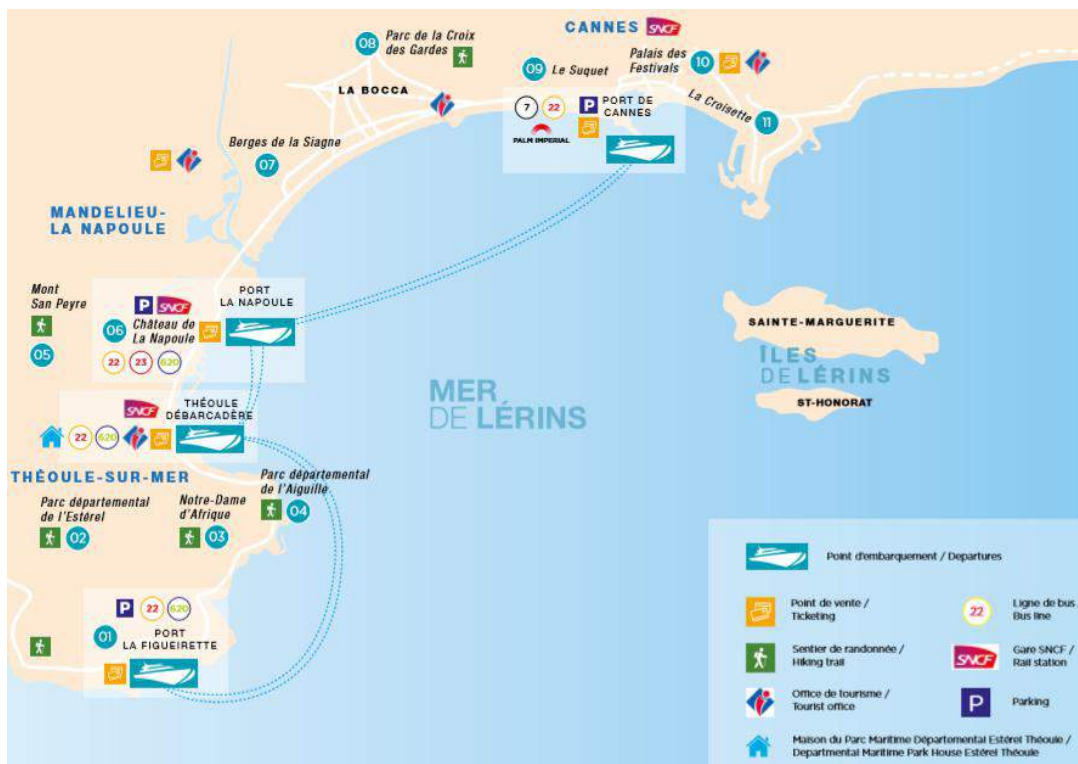 CANNES SNCF
08 Parc de la Croix
des Gardes
09 Le Suquet
Palais des
Festivals 10
LA BOCCA
7 22 P PORT DE
CANNES
PALM IMPERIAL
La Croisette
11
Berges de la Siagne
07
MANDELIEU-
LA NAPOULE
Mont
San Peyre
05
P SNCF
06 Château de
La Napoule
22 23 620
PORT
LA NAPOULE
SAINTE-MARGUERITE
ÎLES
DE LÉRINS
ST-HONORAT
MER
DE LÉRINS
SNCF
THÉOULE
DÉBARCADÈRE
22 620
THÉOULE-SUR-MER
Parc départemental
de l'Estérel
02
Notre-Dame
d'Afrique
03
Parc départemental
de l'Aiguille
04
P 22 620
01 PORT
LA FIGUEIRETTE
Point d'embarquement / Departures
Point de vente /
Ticketing
22 Ligne de bus /
Bus line
Sentier de randonnée /
Hiking trail
SNCF Gare SNCF /
Rail station
Office de tourisme /
Tourist office
P Parking
Maison du Parc Maritime Départemental Estérel Théoule /
Departmental Maritime Park House Estérel Théoule